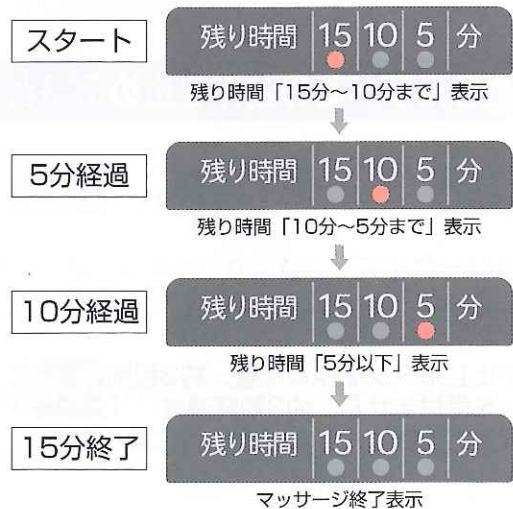 スタート
残り時間 15 10 5 分
残り時間「15分～10分まで」表示
5分経過
残り時間 15 10 5 分
残り時間「10分～5分まで」表示
10分経過
残り時間 15 10 5 分
残り時間「5分以下」表示
15分終了
残り時間 15 10 5 分
マッサージ終了表示